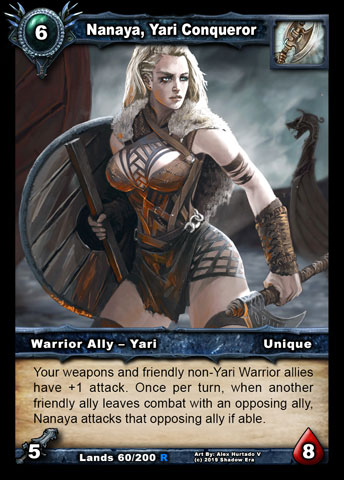 6 Nanaya, Yari Conqueror
Warrior Ally – Yari Unique
Your weapons and friendly non-Yari Warrior allies
have +1 attack. Once per turn, when another
friendly ally leaves combat with an opposing ally,
Nanaya attacks that opposing ally if able.
5 Lands 60/200 R Art By: Alex Hurtado V 8
(c) 2019 Shadow Era